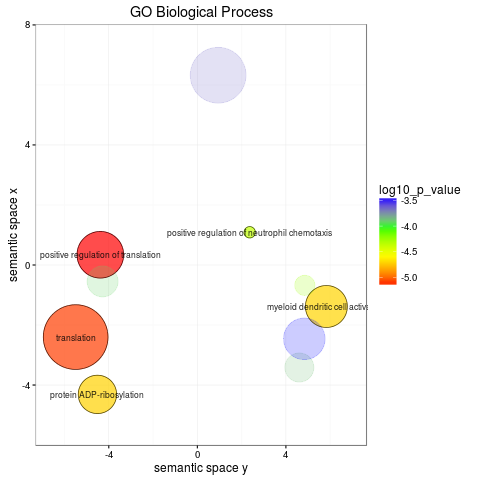 GO Biological Process
8
4
0
-4
semantic space x
positive regulation of neutrophil chemotaxis
positive regulation of translation
myeloid dendritic cell activ
translation
protein ADP-ribosylation
-4
0
4
semantic space y
log10_p_value
-3.5
-4.0
-4.5
-5.0